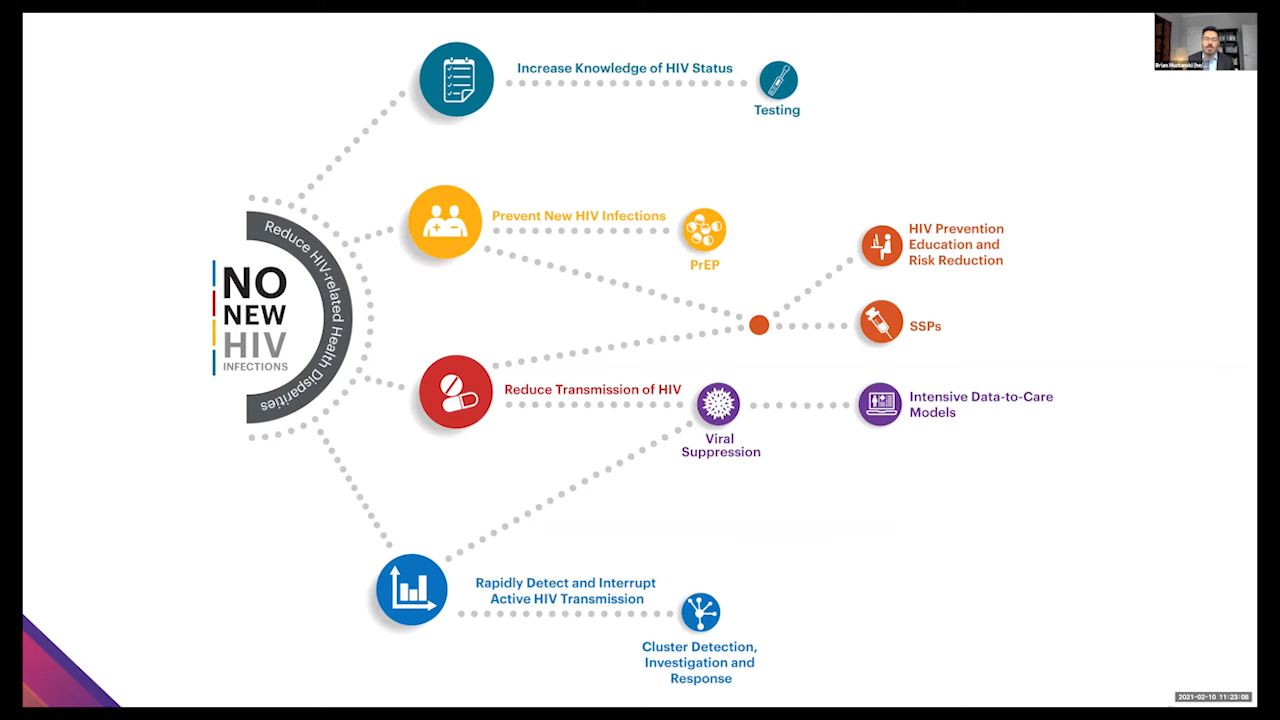 Increase Knowledge of HIV Status
Testing
Prevent New HIV Infections
PrEP
HIV Prevention
Education and
Risk Reduction
SSPs
Reduce HIV-related Health Disparities
NO
NEW
HIV
INFECTIONS
Reduce Transmission of HIV
Viral
Suppression
Intensive Data-to-Care
Models
Rapidly Detect and Interrupt
Active HIV Transmission
Cluster Detection,
Investigation and
Response
Brian Mustanski (he
2021-02-10 11:23:08